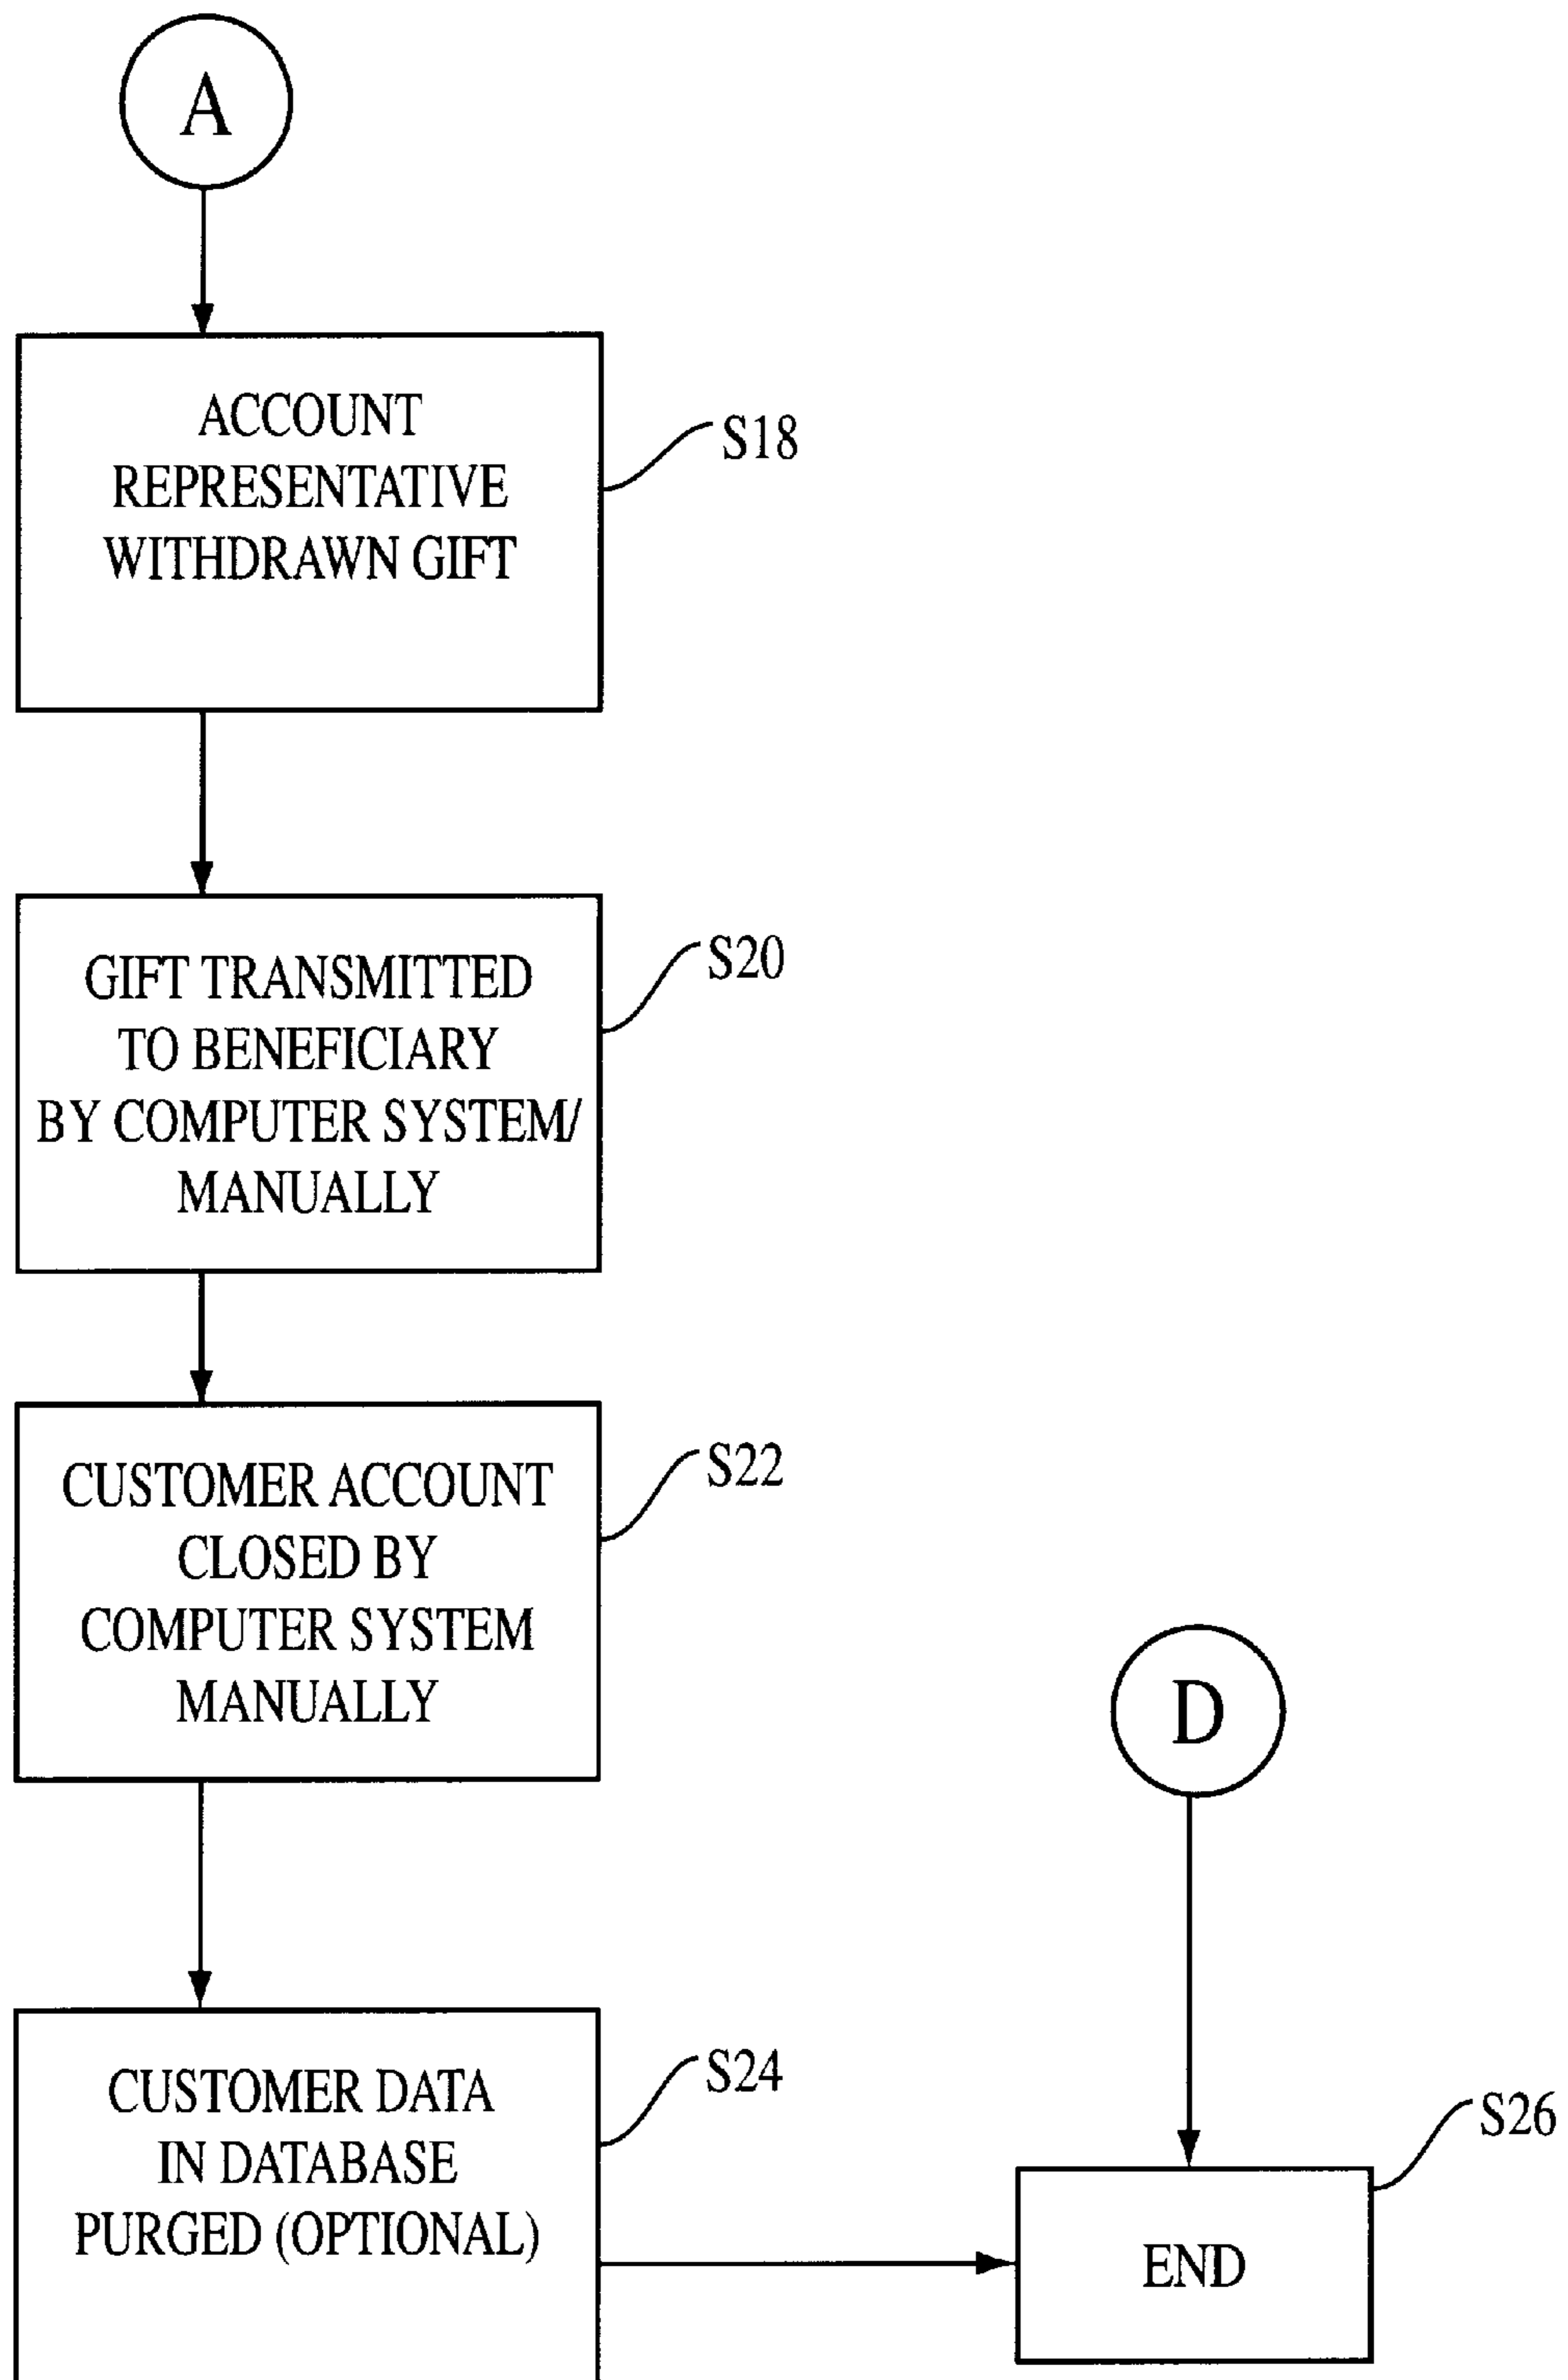 A
ACCOUNT
REPRESENTATIVE
WITHDRAWN GIFT
S18
GIFT TRANSMITTED
TO BENEFICIARY
BY COMPUTER SYSTEM/
MANUALLY
S20
CUSTOMER ACCOUNT
CLOSED BY
COMPUTER SYSTEM
MANUALLY
S22
D
CUSTOMER DATA
IN DATABASE
PURGED (OPTIONAL)
S24
END
S26